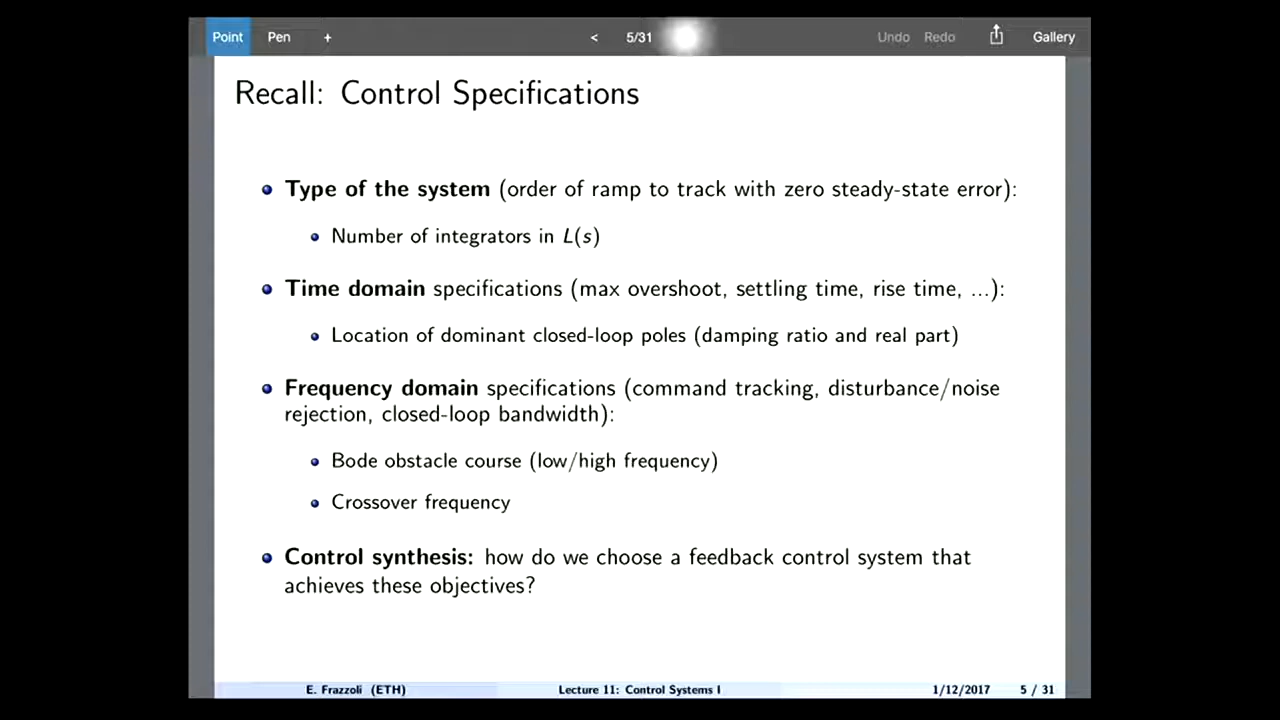 Point Pen + < 5/31 Undo Redo Gallery
Recall: Control Specifications
Type of the system (order of ramp to track with zero steady-state error):
Number of integrators in L(s)
Time domain specifications (max overshoot, settling time, rise time, ...):
Location of dominant closed-loop poles (damping ratio and real part)
Frequency domain specifications (command tracking, disturbance/noise
rejection, closed-loop bandwidth):
Bode obstacle course (low/high frequency)
Crossover frequency
Control synthesis: how do we choose a feedback control system that
achieves these objectives?
E. Frazzoli (ETH) Lecture 11: Control Systems I 1/12/2017 5 / 31